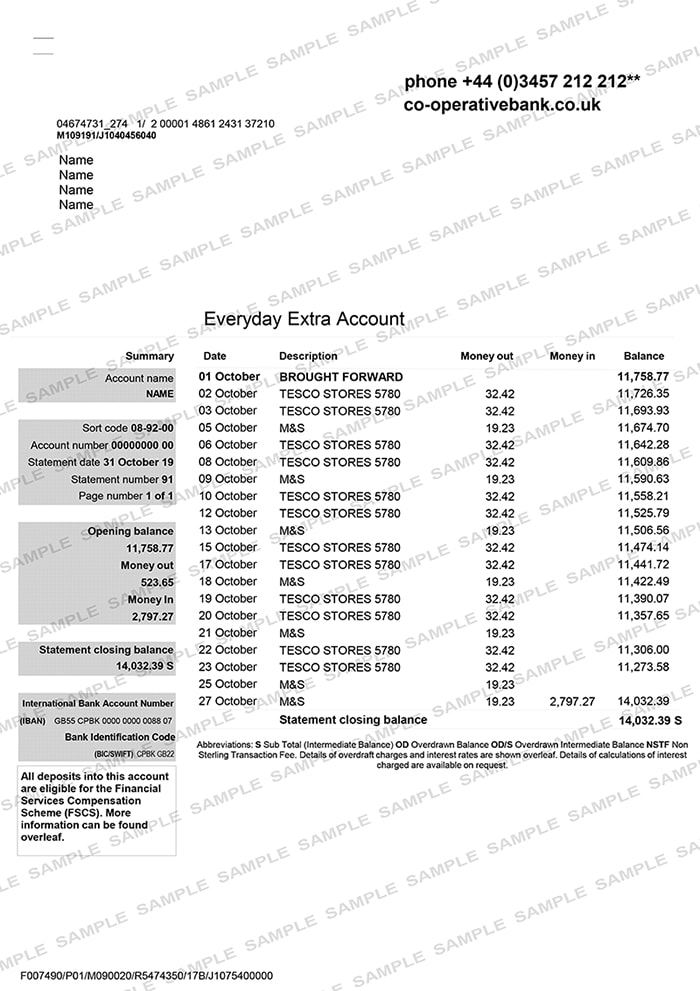 phone +44 (0)3457 212 212**
co-operativebank.co.uk
04674731_274 1/ 2 00001 4861 2431 37210
M109191/J1040456040
Name
Name
Name
Name
Everyday Extra Account
Summary
Account name
NAME
Sort code 08-92-00
Account number 00000000 00
Statement date 31 October 19
Statement number 91
Page number 1 of 1
Opening balance
11,758.77
Money out
523.65
Money In
2,797.27
Statement closing balance
14,032.39 S
International Bank Account Number
(IBAN) GB55 CPBK 0000 0000 0088 07
Bank Identification Code
(BIC/SWIFT) CPBK GB22
All deposits into this account
are eligible for the Financial
Services Compensation
Scheme (FSCS). More
information can be found
overleaf.
Date Description Money out Money in Balance
01 October BROUGHT FORWARD 11,758.77
02 October TESCO STORES 5780 32.42 11,726.35
03 October TESCO STORES 5780 32.42 11,693.93
05 October M&S 19.23 11,674.70
06 October TESCO STORES 5780 32.42 11,642.28
08 October TESCO STORES 5780 32.42 11,609.86
09 October M&S 19.23 11,590.63
10 October TESCO STORES 5780 32.42 11,558.21
12 October TESCO STORES 5780 32.42 11,525.79
13 October M&S 19.23 11,506.56
15 October TESCO STORES 5780 32.42 11,474.14
17 October TESCO STORES 5780 32.42 11,441.72
18 October M&S 19.23 11,422.49
19 October TESCO STORES 5780 32.42 11,390.07
20 October TESCO STORES 5780 32.42 11,357.65
21 October M&S 19.23
22 October TESCO STORES 5780 32.42 11,306.00
23 October TESCO STORES 5780 32.42 11,273.58
25 October M&S 19.23
27 October M&S 19.23 2,797.27 14,032.39
Statement closing balance 14,032.39 S
Abbreviations: S Sub Total (Intermediate Balance) OD Overdrawn Balance OD/S Overdrawn Intermediate Balance NSTF Non
Sterling Transaction Fee. Details of overdraft charges and interest rates are shown overleaf. Details of calculations of interest
charged are available on request.
F007490/P01/M090020/R5474350/17B/J1075400000
SAMPLE SAMPLE SAMPLE SAMPLE SAMPLE SAMPLE